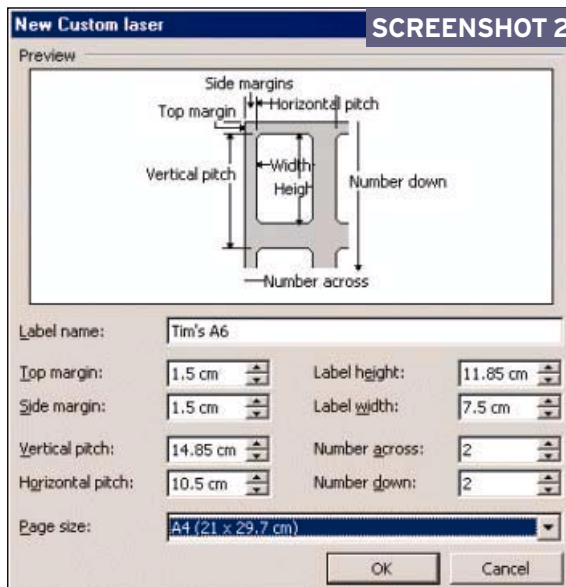 New Custom laser
SCREENSHOT 2
Preview
Side margins
Top margin
Horizontal pitch
Vertical pitch
Width
Heigh
Number down
Number across
Label name: Tim's A6
Top margin: 1.5 cm Label height: 11.85 cm
Side margin: 1.5 cm Label width: 7.5 cm
Vertical pitch: 14.85 cm Number across: 2
Horizontal pitch: 10.5 cm Number down: 2
Page size: A4 (21 x 29.7 cm)
OK Cancel